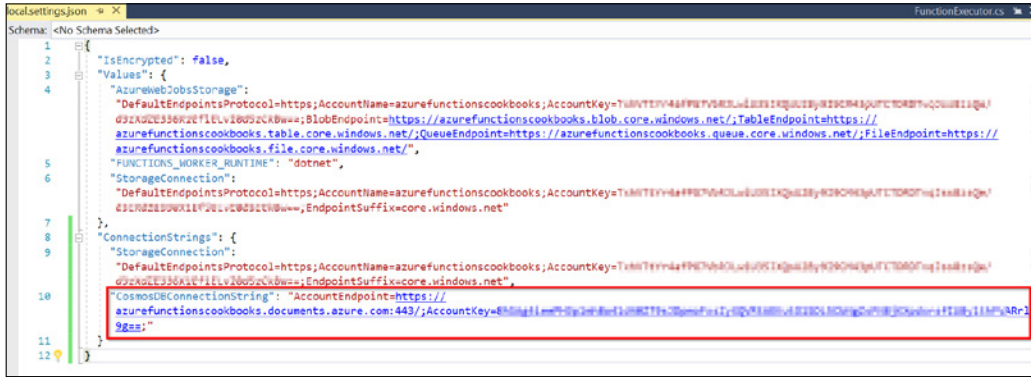 local.settings.json
FunctionExecutor.cs
Schema: <No Schema Selected>
1 {
2 "IsEncrypted": false,
3 "Values": {
4 "AzureWebJobsStorage":
"DefaultEndpointsProtocol=https;AccountName=azurefunctionscookbooks;AccountKey=
;BlobEndpoint=https://azurefunctionscookbooks.blob.core.windows.net/;TableEndpoint=https://
azurefunctionscookbooks.table.core.windows.net/;QueueEndpoint=https://azurefunctionscookbooks.queue.core.windows.net/;FileEndpoint=https://
azurefunctionscookbooks.file.core.windows.net/",
5 "FUNCTIONS_WORKER_RUNTIME": "dotnet",
6 "StorageConnection":
"DefaultEndpointsProtocol=https;AccountName=azurefunctionscookbooks;AccountKey=
==;EndpointSuffix=core.windows.net"
7 },
8 "ConnectionStrings": {
9 "StorageConnection":
"DefaultEndpointsProtocol=https;AccountName=azurefunctionscookbooks;AccountKey=
==;EndpointSuffix=core.windows.net",
10 "CosmosDBConnectionString": "AccountEndpoint=https://
azurefunctionscookbooks.documents.azure.com:443/;AccountKey=
9g==;"
11 }
12 }